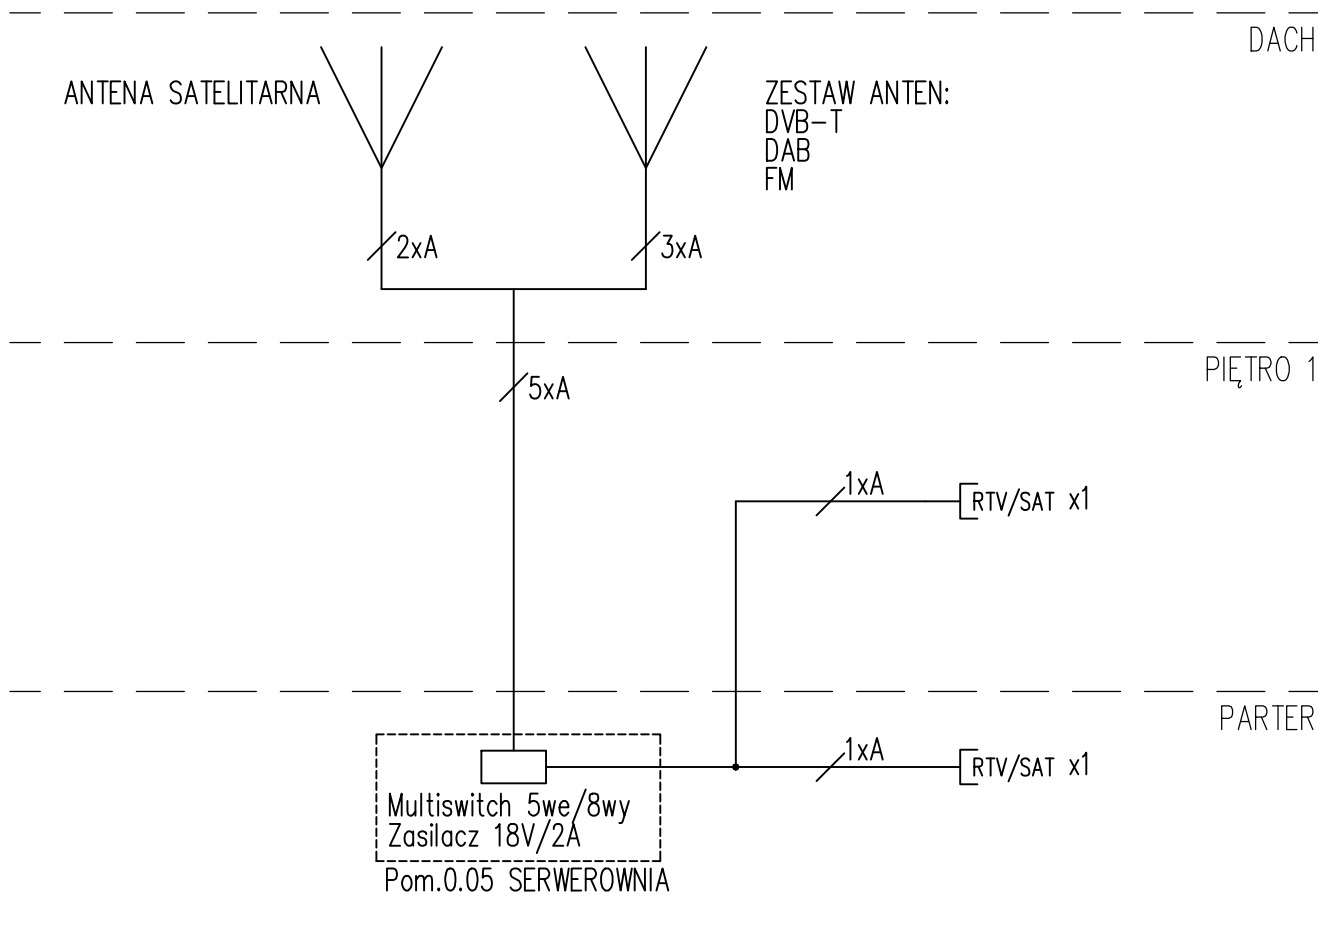 DACH
ANTENA SATELITARNA
ZESTAW ANTEN:
DVB-T
DAB
FM
2xA
3xA
PIĘTRO 1
5xA
1xA
RTV/SAT x1
PARTER
1xA
RTV/SAT x1
Multiswitch 5we/8wy
Zasilacz 18V/2A
Pom.0.05 SERWEROWNIA